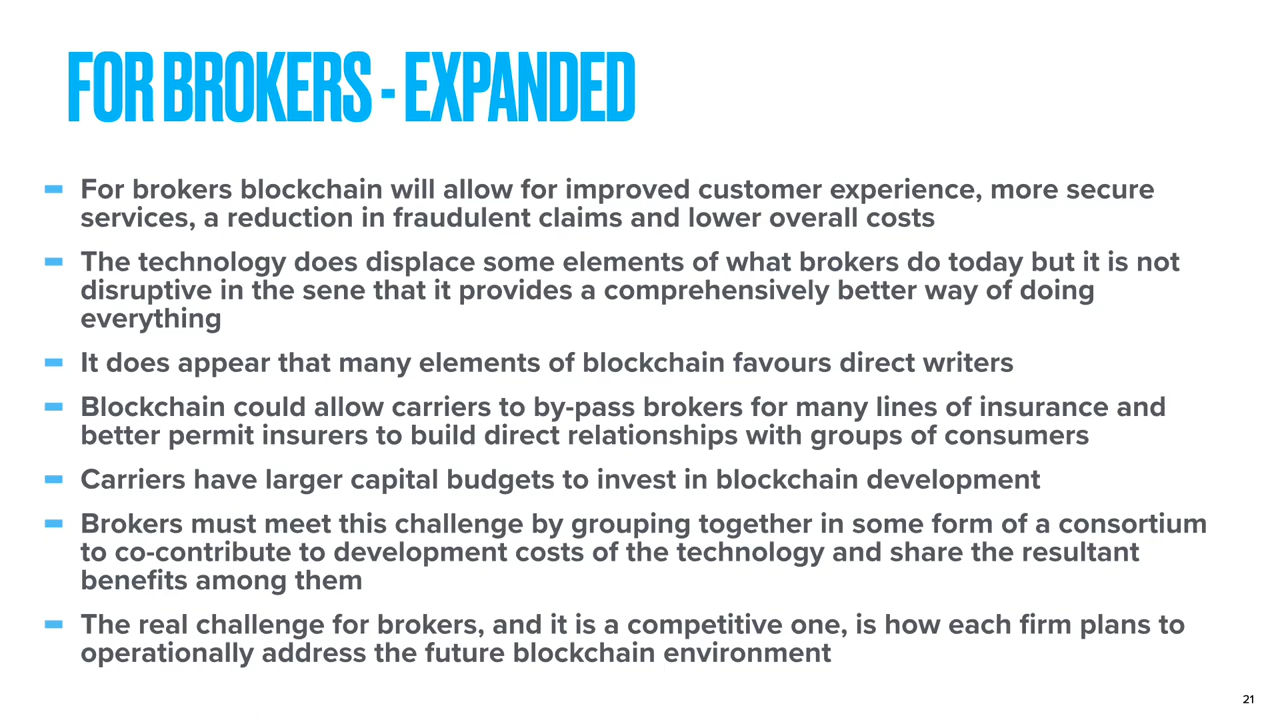 FOR BROKERS - EXPANDED
For brokers blockchain will allow for improved customer experience, more secure
services, a reduction in fraudulent claims and lower overall costs
The technology does displace some elements of what brokers do today but it is not
disruptive in the sene that it provides a comprehensively better way of doing
everything
It does appear that many elements of blockchain favours direct writers
Blockchain could allow carriers to by-pass brokers for many lines of insurance and
better permit insurers to build direct relationships with groups of consumers
Carriers have larger capital budgets to invest in blockchain development
Brokers must meet this challenge by grouping together in some form of a consortium
to co-contribute to development costs of the technology and share the resultant
benefits among them
The real challenge for brokers, and it is a competitive one, is how each firm plans to
operationally address the future blockchain environment
21